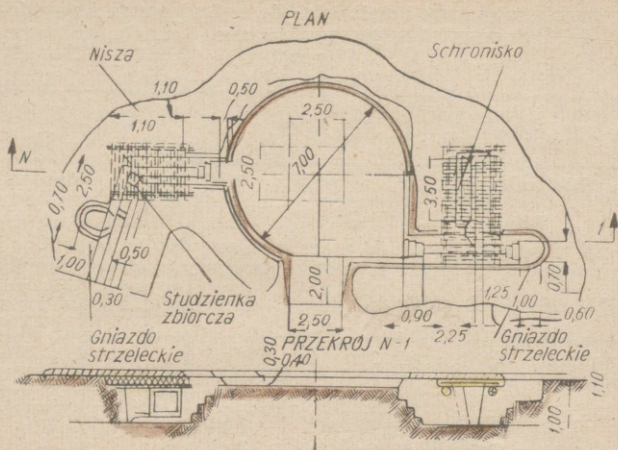 PLAN
Nisza
Schronisko
1,10
0,50
1,10
2,50
N
2,50
7,00
3,50
0,70
2,50
1
1,00
0,50
0,30
Studzienka
zbiorcza
2,00
0,70
1,25
1,00
0,60
2,50
0,90
2,25
Gniazdo
strzeleckie
Gniazdo
strzeleckie
PRZEKRÓJ N-1
0,30
0,40
1,10
1,00